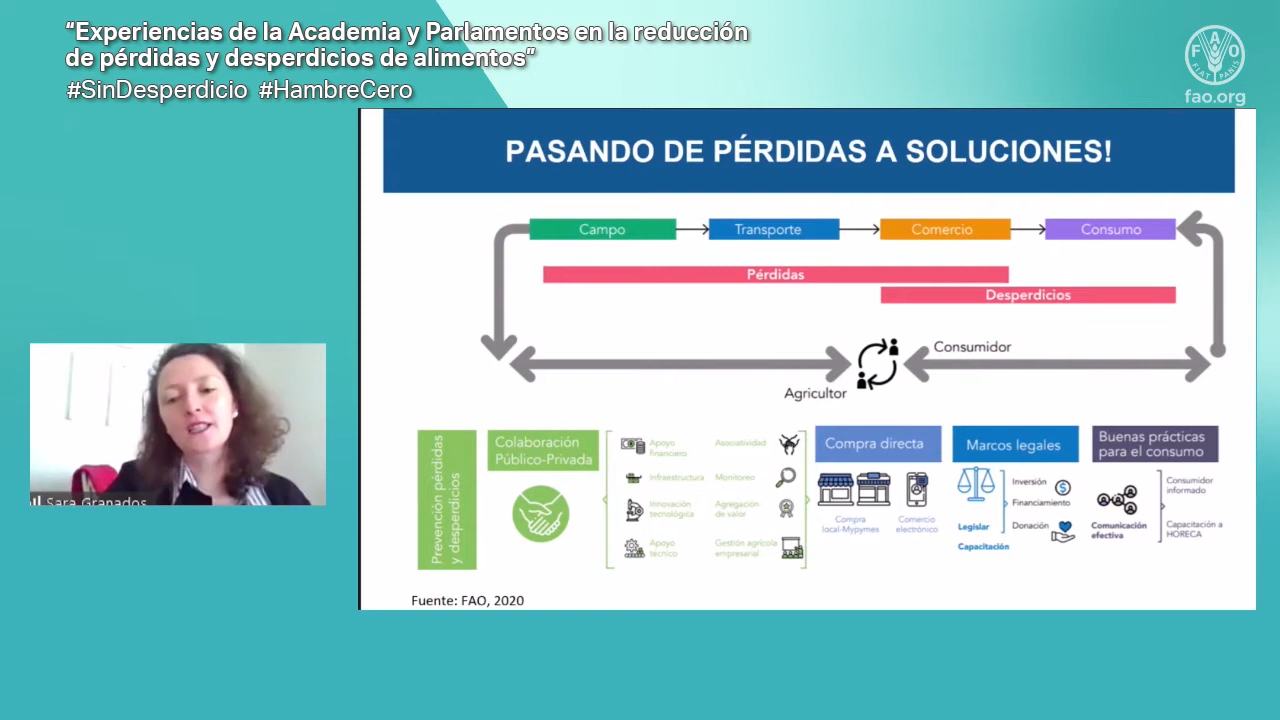 “Experiencias de la Academia y Parlamentos en la reducción
de pérdidas y desperdicios de alimentos”
#SinDesperdicio #HambreCero
F A O
FIAT PANIS
fao.org
PASANDO DE PÉRDIDAS A SOLUCIONES!
Campo
Transporte
Comercio
Consumo
Pérdidas
Desperdicios
Consumidor
Agricultor
Prevención pérdidas
y desperdicios
Colaboración
Público-Privada
Apoyo
financiero
Asociatividad
Infraestructura
Monitoreo
Innovación
tecnológica
Agregación
de valor
Apoyo
técnico
Gestión agrícola
empresarial
Compra directa
Compra
local-Mypymes
Comercio
electrónico
Marcos legales
Inversión
Financiamiento
Legislar
Donación
Capacitación
Buenas prácticas
para el consumo
Consumidor
informado
Comunicación
efectiva
Capacitación a
HORECA
Sara Granados
Fuente: FAO, 2020